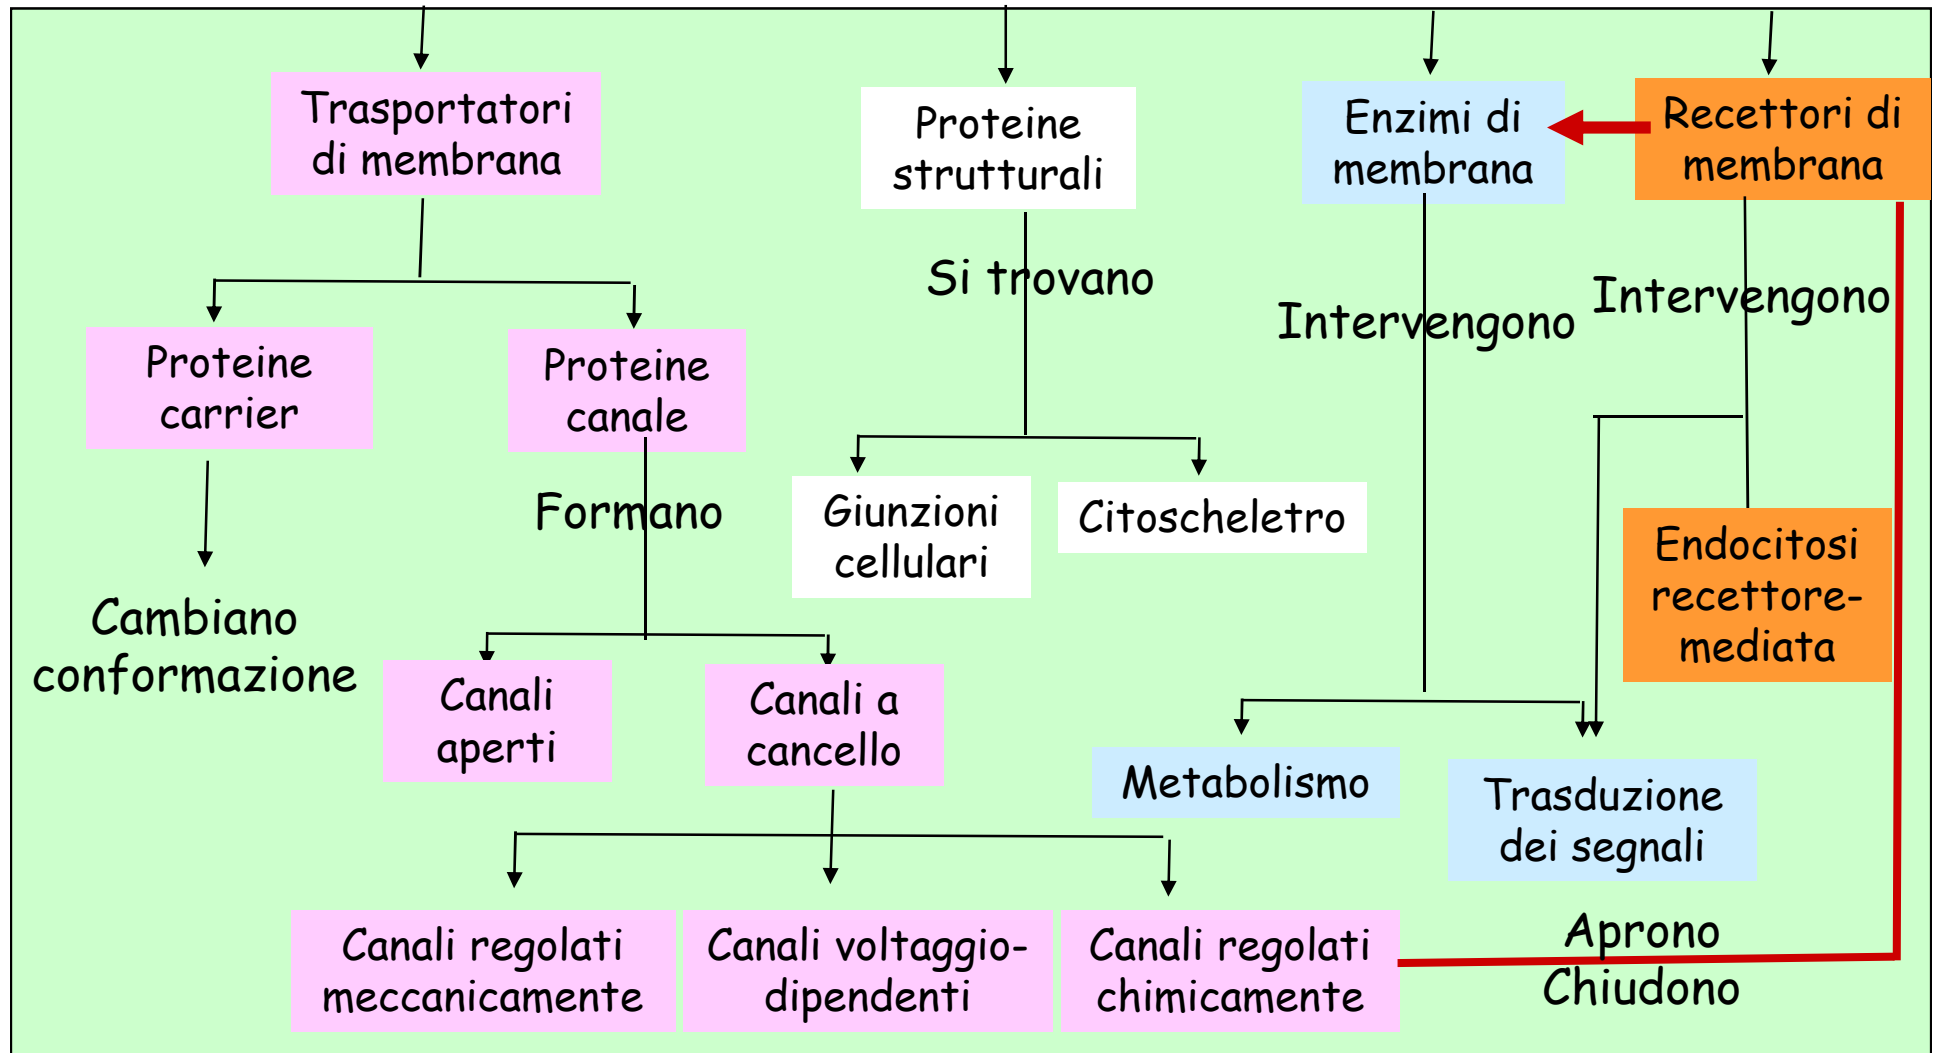 Trasportatori
di membrana
Proteine
strutturali
Enzimi di
membrana
Recettori di
membrana
Si trovano
Intervengono
Intervengono
Proteine
carrier
Proteine
canale
Formano
Giunzioni
cellulari
Citoscheletro
Endocitosi
recettore-
mediata
Cambiano
conformazione
Canali
aperti
Canali a
cancello
Metabolismo
Trasduzione
dei segnali
Canali regolati
meccanicamente
Canali voltaggio-
dipendenti
Canali regolati
chimicamente
Aprono
Chiudono